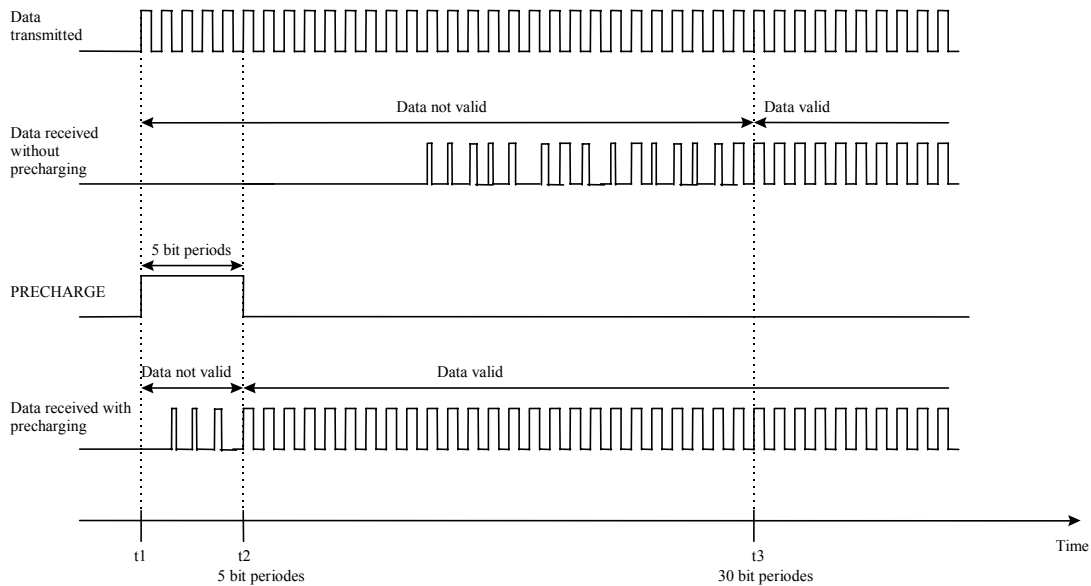 Data
transmitted
Data not valid
Data valid
Data received
without
precharging
5 bit periods
PRECHARGE
Data not valid
Data valid
Data received with
precharging
t1
t2
t3
Time
5 bit periodes
30 bit periodes